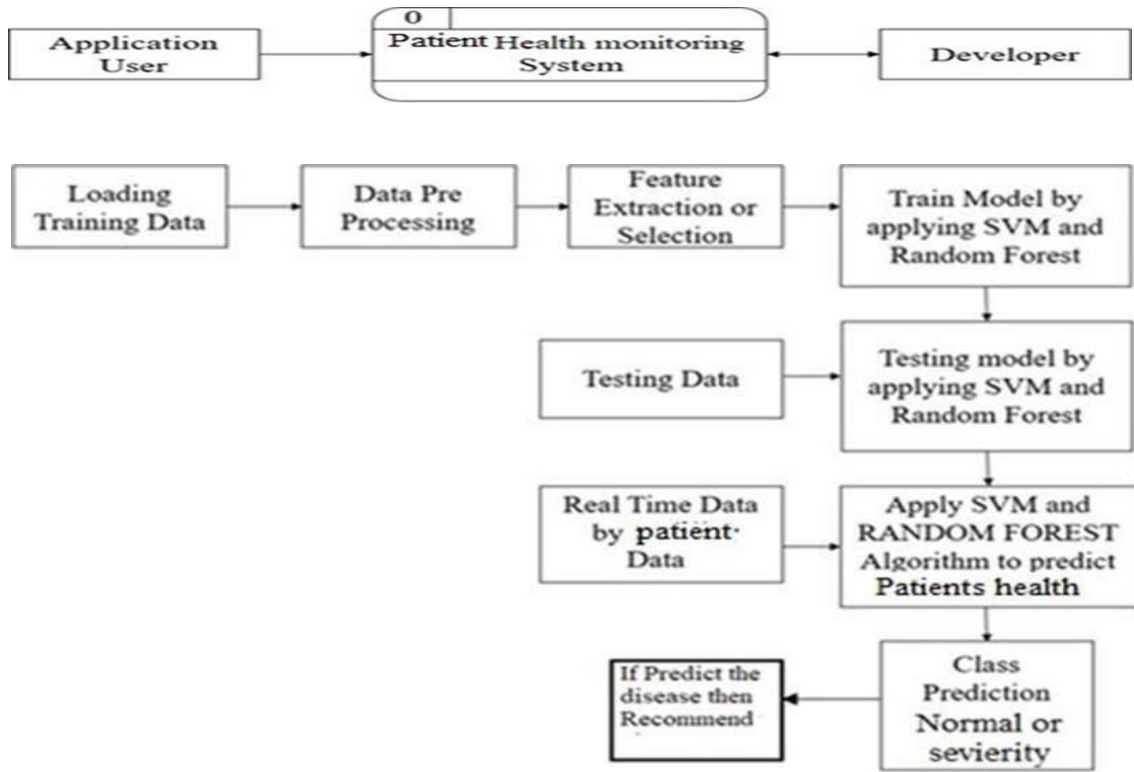 0
Application
User
Patient Health monitoring
System
Developer
Loading
Training Data
Data Pre
Processing
Feature
Extraction or
Selection
Train Model by
applying SVM and
Random Forest
Testing Data
Testing model by
applying SVM and
Random Forest
Real Time Data
by patient
Data
Apply SVM and
RANDOM FOREST
Algorithm to predict
Patients health
If Predict the
disease then
Recommend
Class
Prediction
Normal or
sevierity